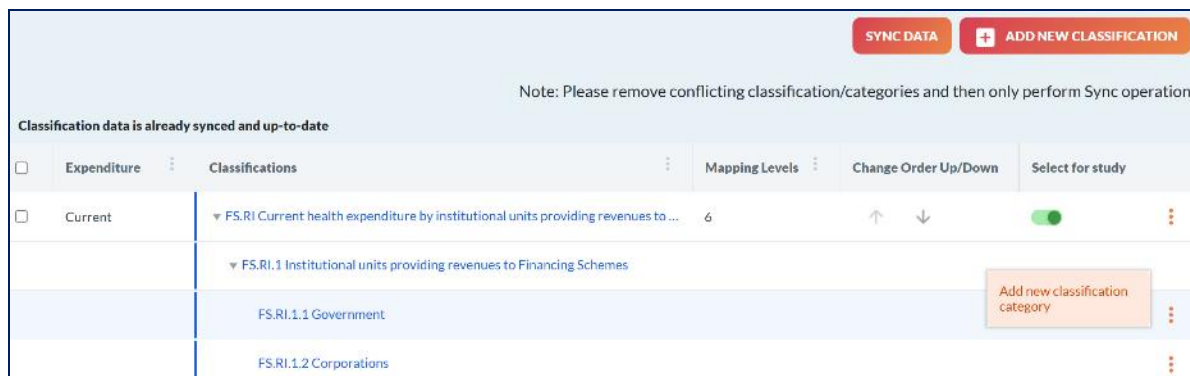 SYNC DATA
ADD NEW CLASSIFICATION
Note: Please remove conflicting classification/categories and then only perform Sync operation
Classification data is already synced and up-to-date
Expenditure Classifications Mapping Levels Change Order Up/Down Select for study
Current FS.RI Current health expenditure by institutional units providing revenues to ... 6
FS.RI.1 Institutional units providing revenues to Financing Schemes
Add new classification
category
FS.RI.1.1 Government
FS.RI.1.2 Corporations